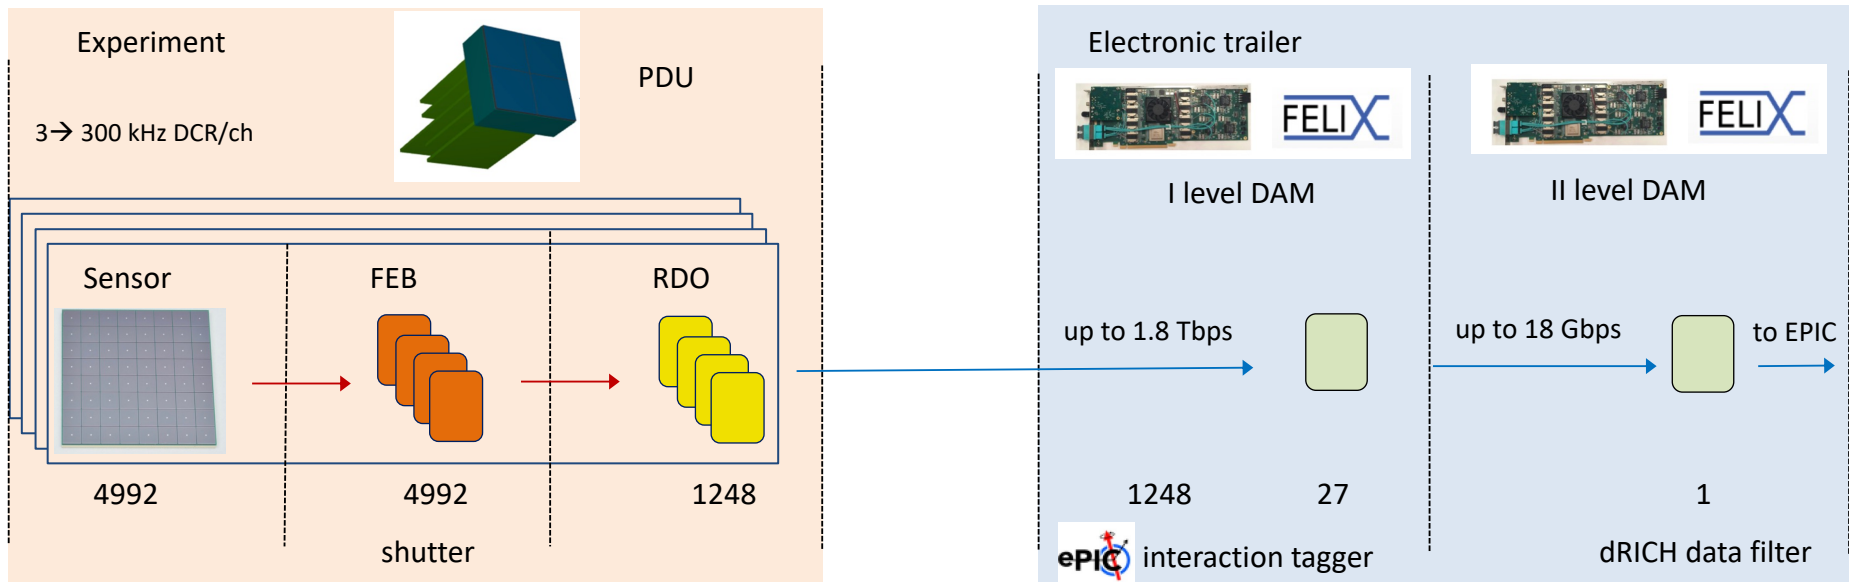 Experiment
PDU
3→ 300 kHz DCR/ch
Sensor
FEB
RDO
4992
4992
1248
shutter
Electronic trailer
FELIX
FELIX
I level DAM
II level DAM
up to 1.8 Tbps
up to 18 Gbps
to EPIC
1248
27
1
ePIC interaction tagger
dRICH data filter